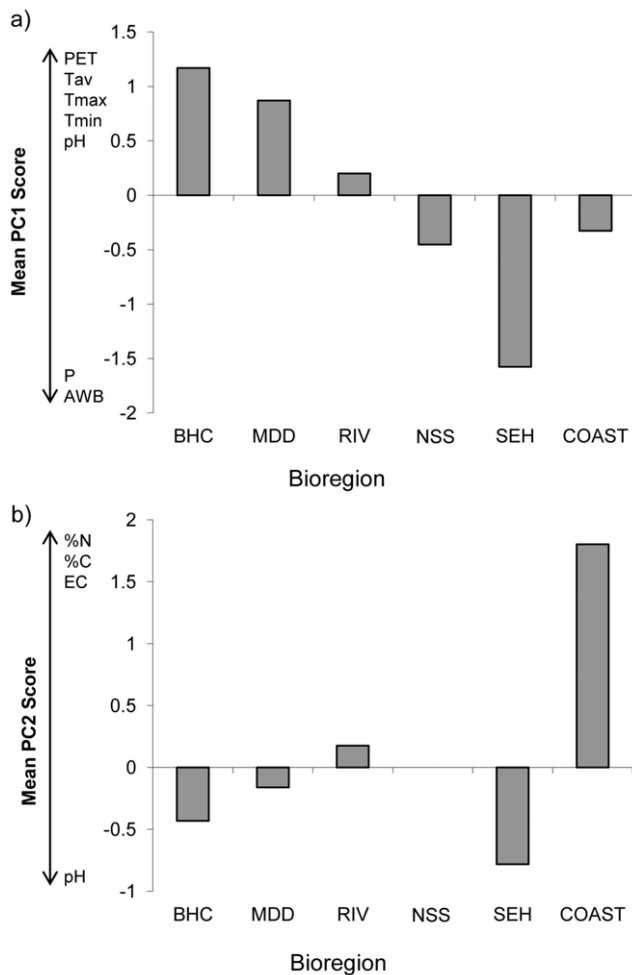 a)
PET
Tav
Tmax
Tmin
pH
Mean PC1 Score
P
AWB
1.5
1
0.5
0
-0.5
-1
-1.5
-2
BHC MDD RIV NSS SEH COAST
Bioregion
b)
%N
%C
EC
Mean PC2 Score
pH
2
1.5
1
0.5
0
-0.5
-1
BHC MDD RIV NSS SEH COAST
Bioregion